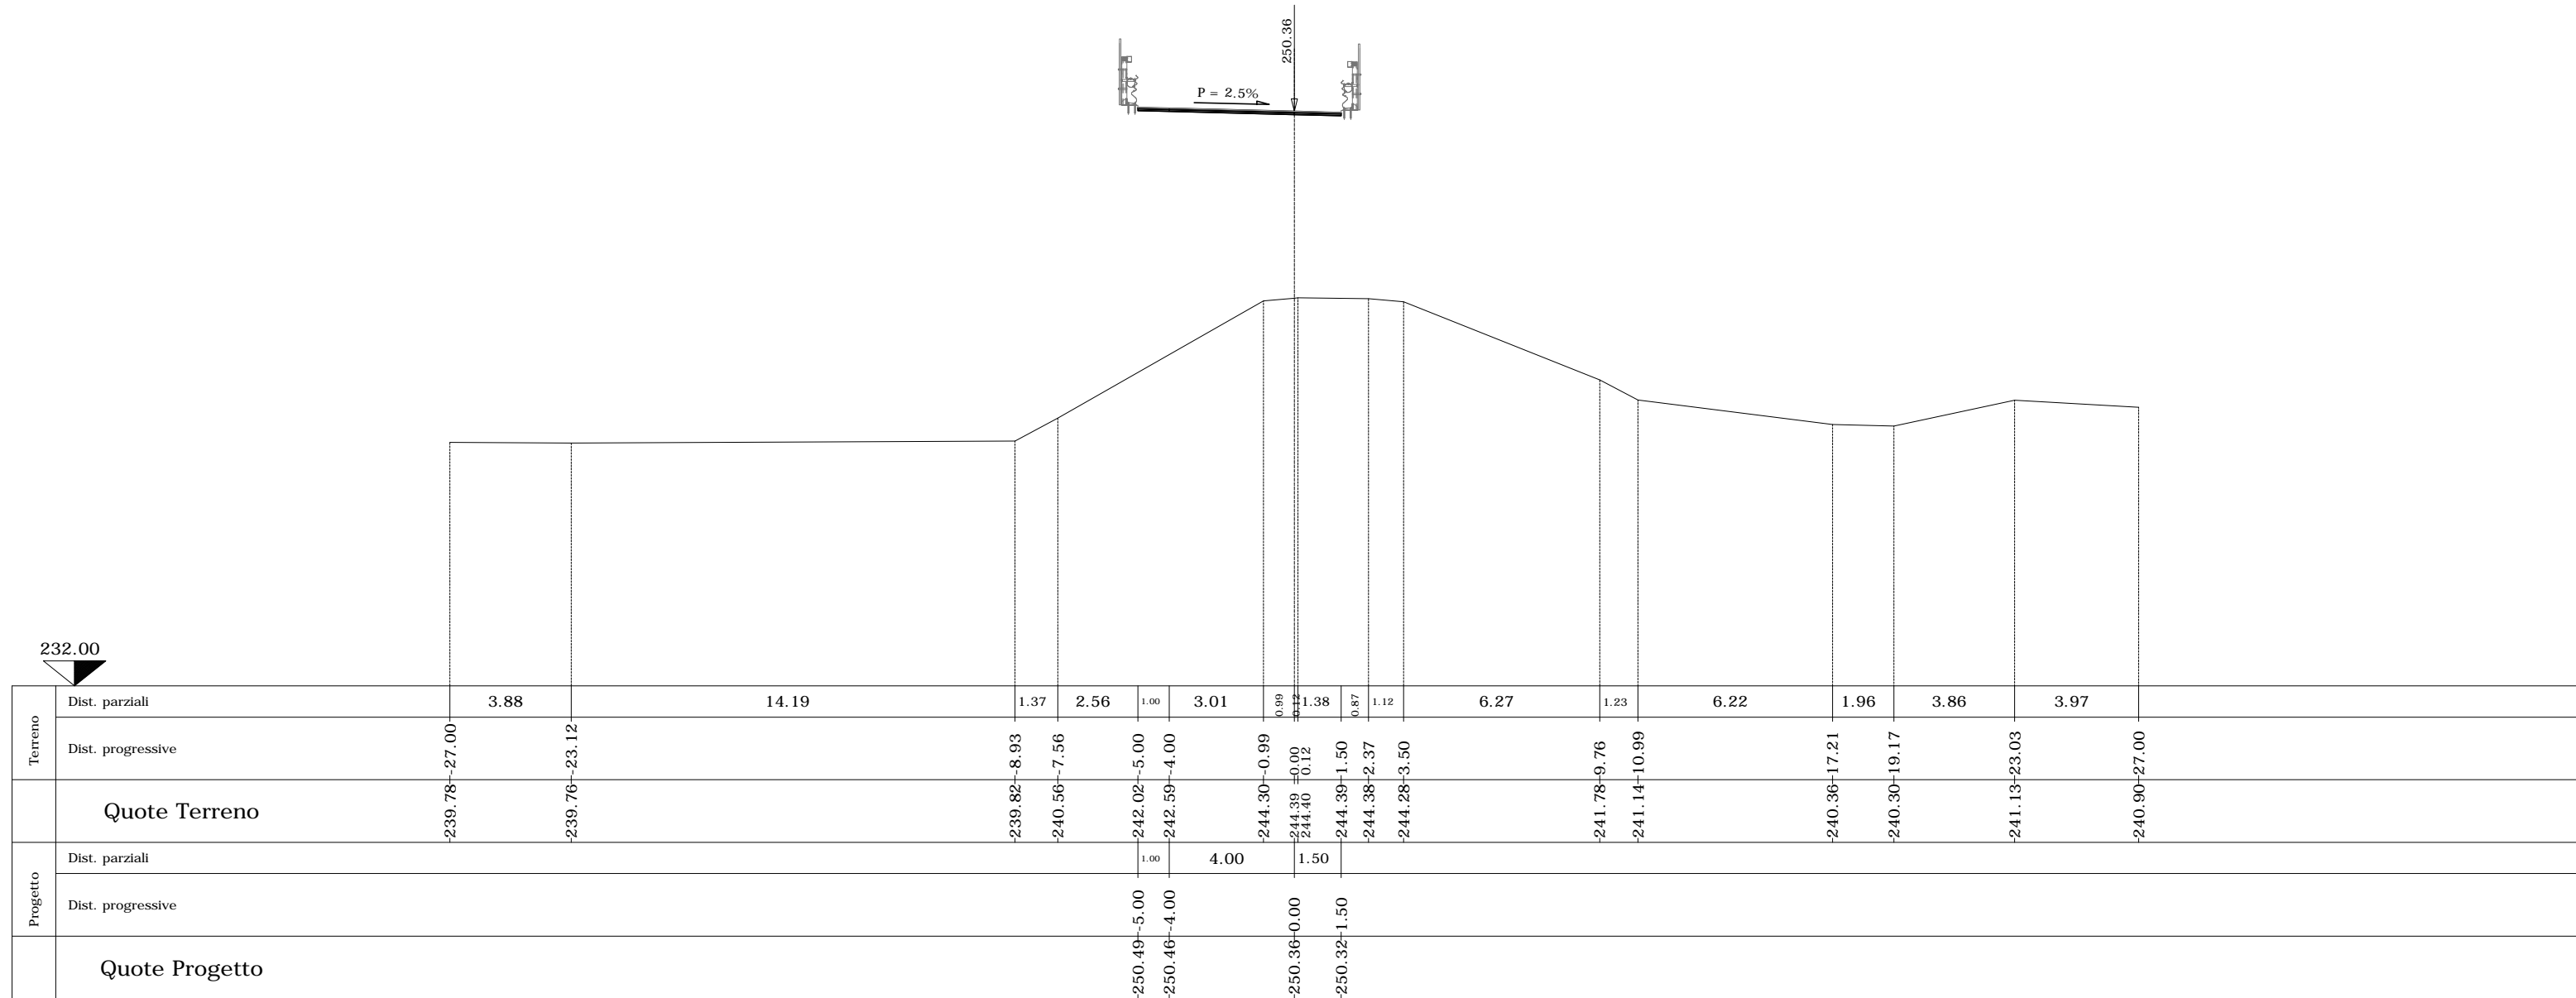 250.36
P = 2.5%
232.00
Terreno
Dist. parziali
3.88 14.19 1.37 2.56 1.00 3.01 0.99 0.12 1.38 0.87 1.12 6.27 1.23 6.22 1.96 3.86 3.97
Dist. progressive
-27.00 -23.12 -8.93 -7.56 -5.00 -4.00 -0.99 0.00 0.12 1.50 2.37 3.50 9.76 10.99 17.21 19.17 23.03 27.00
Quote Terreno
239.78 239.76 239.82 240.56 242.02 242.59 244.30 244.39 244.40 244.39 244.38 244.28 241.78 241.14 240.36 240.30 241.13 240.90
Progetto
Dist. parziali
1.00 4.00 1.50
Dist. progressive
-5.00 -4.00 0.00 1.50
Quote Progetto
250.49 250.46 250.36 250.32